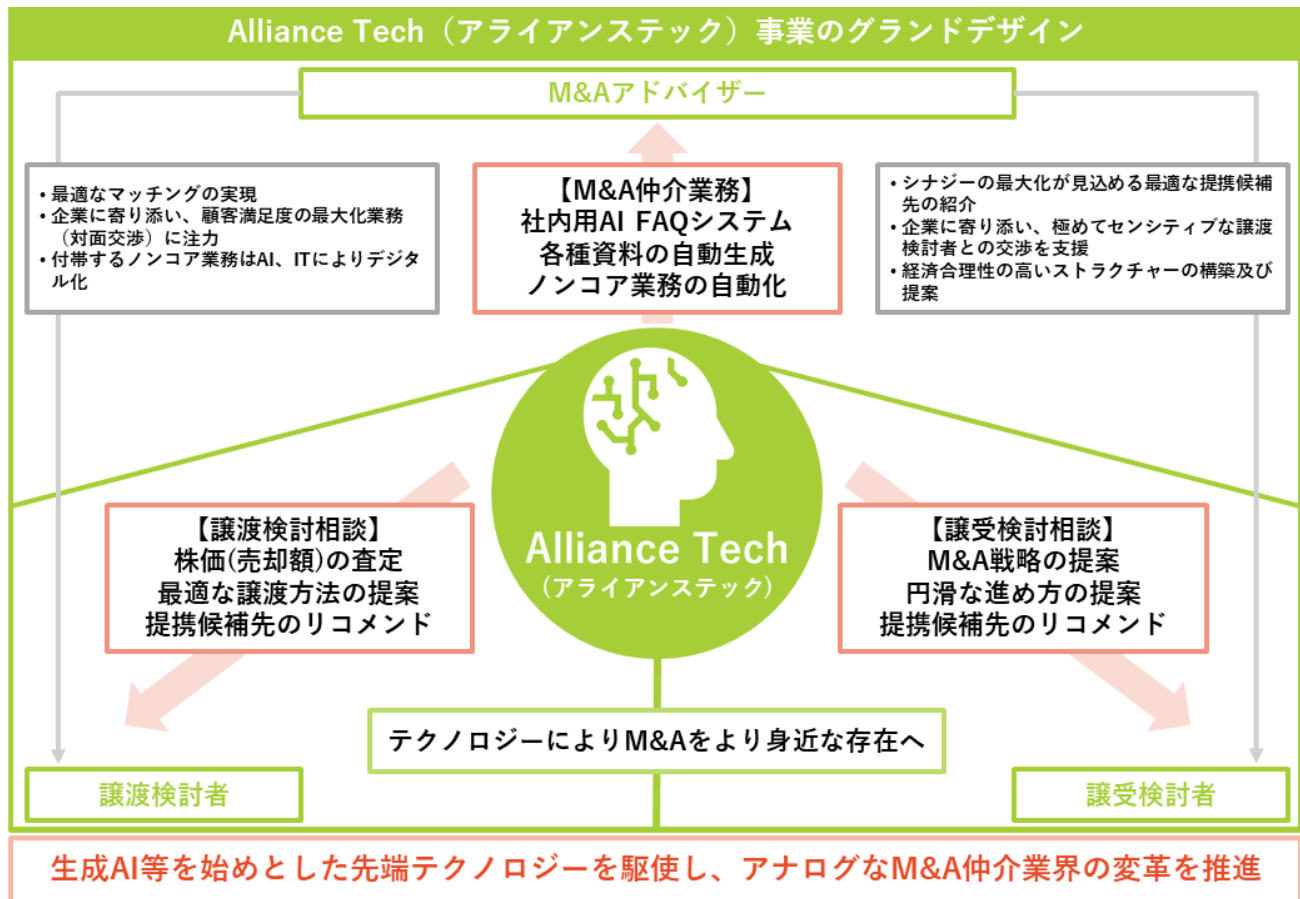 Alliance Tech（アライアンステック）事業のグランドデザイン
M&Aアドバイザー
・最適なマッチングの実現
・企業に寄り添い、顧客満足度の最大化業務
（対面交渉）に注力
・付帯するノンコア業務はAI、ITによりデジタ
ル化
【M&A仲介業務】
社内用AI FAQシステム
各種資料の自動生成
ノンコア業務の自動化
・シナジーの最大化が見込める最適な提携候補
先の紹介
・企業に寄り添い、極めてセンシティブな譲渡
検討者との交渉を支援
・経済合理性の高いストラクチャーの構築及び
提案
【譲渡検討相談】
株価(売却額)の査定
最適な譲渡方法の提案
提携候補先のリコメンド
Alliance Tech
（アライアンステック）
【譲受検討相談】
M&A戦略の提案
円滑な進め方の提案
提携候補先のリコメンド
テクノロジーによりM&Aをより身近な存在へ
譲渡検討者
譲受検討者
生成AI等を始めとした先端テクノロジーを駆使し、アナログなM&A仲介業界の変革を推進